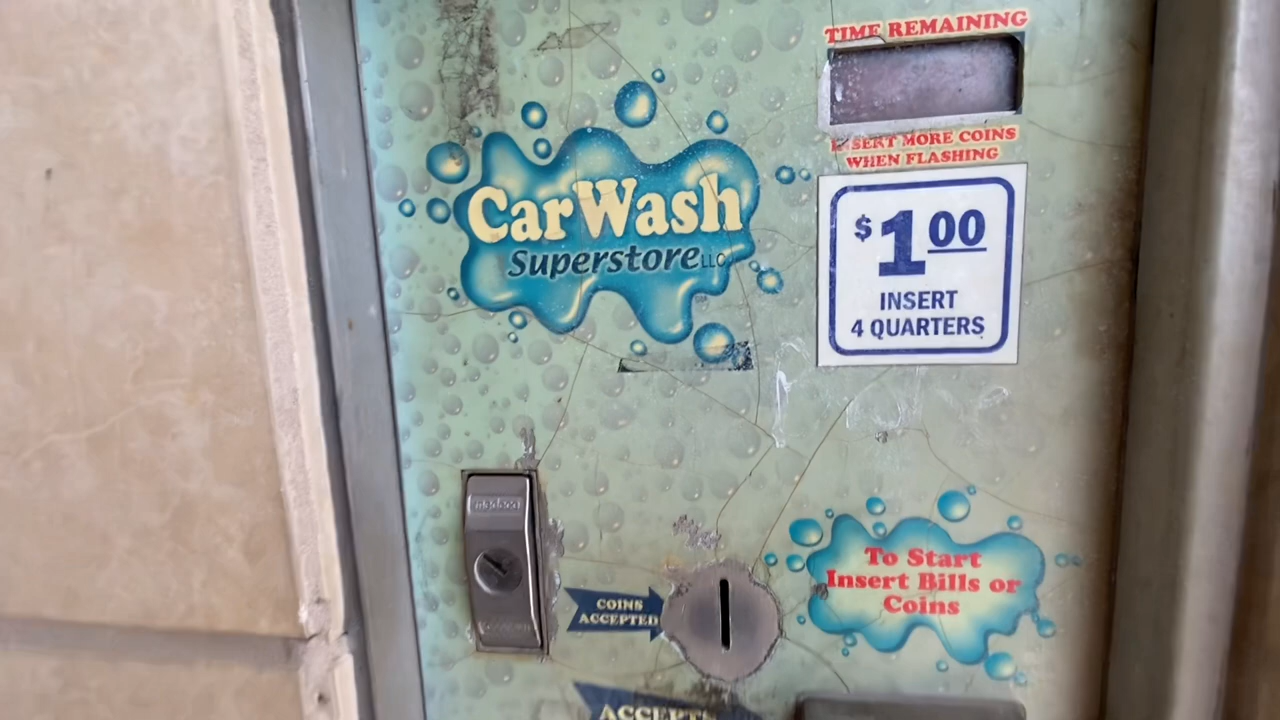 TIME REMAINING
INSERT MORE COINS
WHEN FLASHING
CarWash
Superstore LLC
$1.00
INSERT
4 QUARTERS
To Start
Insert Bills or
Coins
COINS
ACCEPTED
ACCEPTS